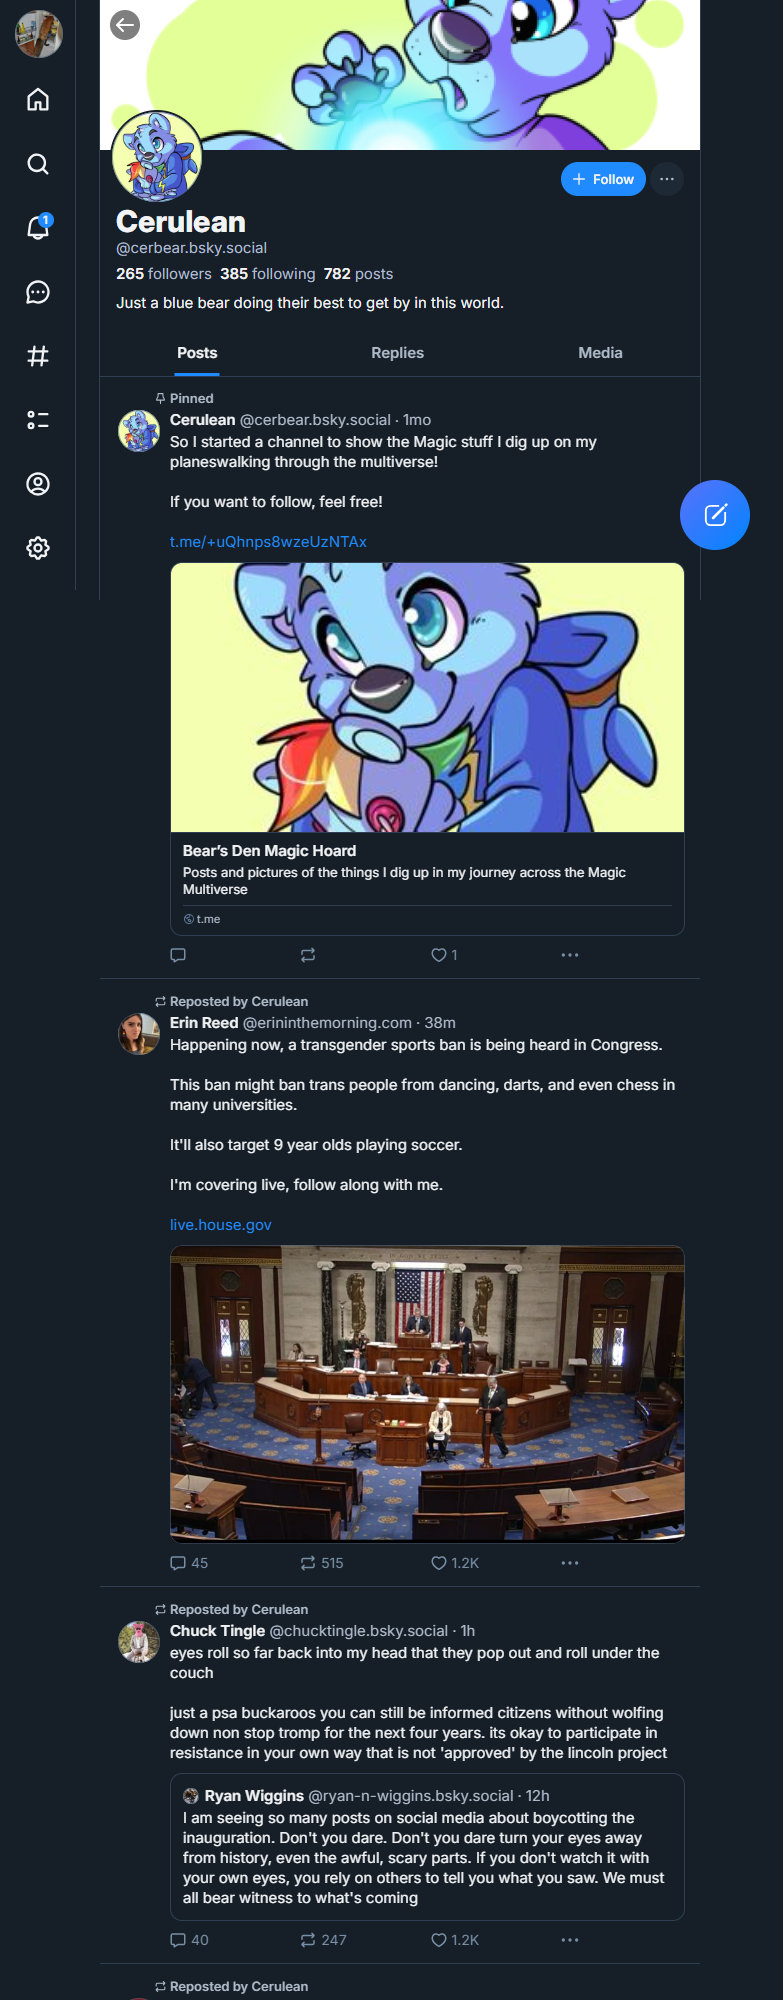 1
+ Follow
Cerulean
@cerbear.bsky.social
265 followers 385 following 782 posts
Just a blue bear doing their best to get by in this world.
Posts Replies Media
Pinned
Cerulean @cerbear.bsky.social · 1mo
So I started a channel to show the Magic stuff I dig up on my
planeswalking through the multiverse!
If you want to follow, feel free!
t.me/+uQhnps8wzeUzNTAx
Bear’s Den Magic Hoard
Posts and pictures of the things I dig up in my journey across the Magic
Multiverse
t.me
1
Reposted by Cerulean
Erin Reed @erininthemorning.com · 38m
Happening now, a transgender sports ban is being heard in Congress.
This ban might ban trans people from dancing, darts, and even chess in
many universities.
It'll also target 9 year olds playing soccer.
I'm covering live, follow along with me.
live.house.gov
45 515 1.2K
Reposted by Cerulean
Chuck Tingle @chucktingle.bsky.social · 1h
eyes roll so far back into my head that they pop out and roll under the
couch
just a psa buckaroos you can still be informed citizens without wolfing
down non stop tromp for the next four years. its okay to participate in
resistance in your own way that is not 'approved' by the lincoln project
Ryan Wiggins @ryan-n-wiggins.bsky.social · 12h
I am seeing so many posts on social media about boycotting the
inauguration. Don't you dare. Don't you dare turn your eyes away
from history, even the awful, scary parts. If you don't watch it with
your own eyes, you rely on others to tell you what you saw. We must
all bear witness to what's coming
40 247 1.2K
Reposted by Cerulean